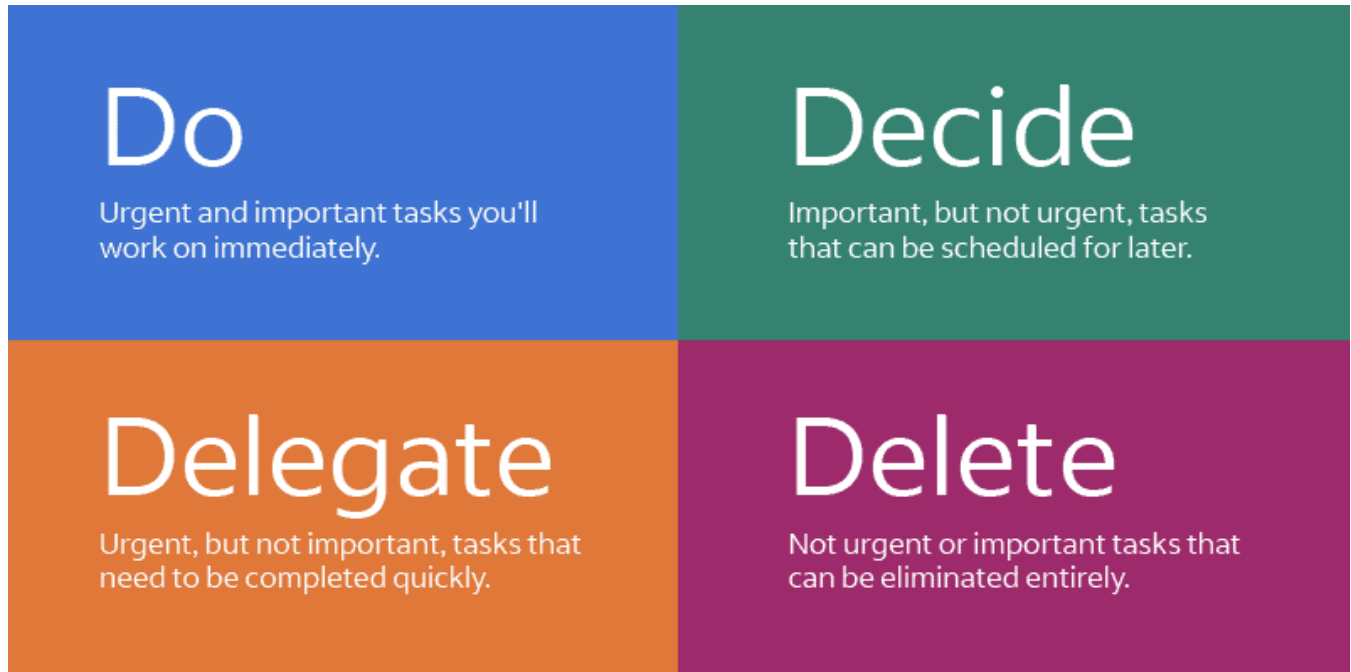 Do
Urgent and important tasks you'll
work on immediately.
Decide
Important, but not urgent, tasks
that can be scheduled for later.
Delegate
Urgent, but not important, tasks that
need to be completed quickly.
Delete
Not urgent or important tasks that
can be eliminated entirely.